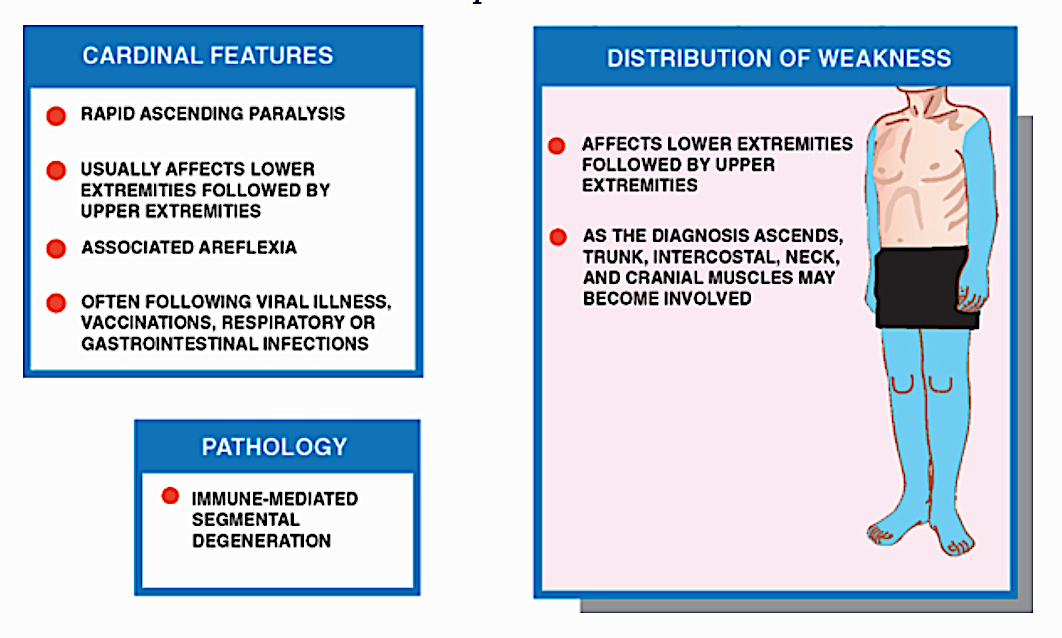 CARDINAL FEATURES
RAPID ASCENDING PARALYSIS
USUALLY AFFECTS LOWER
EXTREMITIES FOLLOWED BY
UPPER EXTREMITIES
ASSOCIATED AREFLEXIA
OFTEN FOLLOWING VIRAL ILLNESS,
VACCINATIONS, RESPIRATORY OR
GASTROINTESTINAL INFECTIONS
PATHOLOGY
IMMUNE-MEDIATED
SEGMENTAL
DEGENERATION
DISTRIBUTION OF WEAKNESS
AFFECTS LOWER EXTREMITIES
FOLLOWED BY UPPER
EXTREMITIES
AS THE DIAGNOSIS ASCENDS,
TRUNK, INTERCOSTAL, NECK,
AND CRANIAL MUSCLES MAY
BECOME INVOLVED